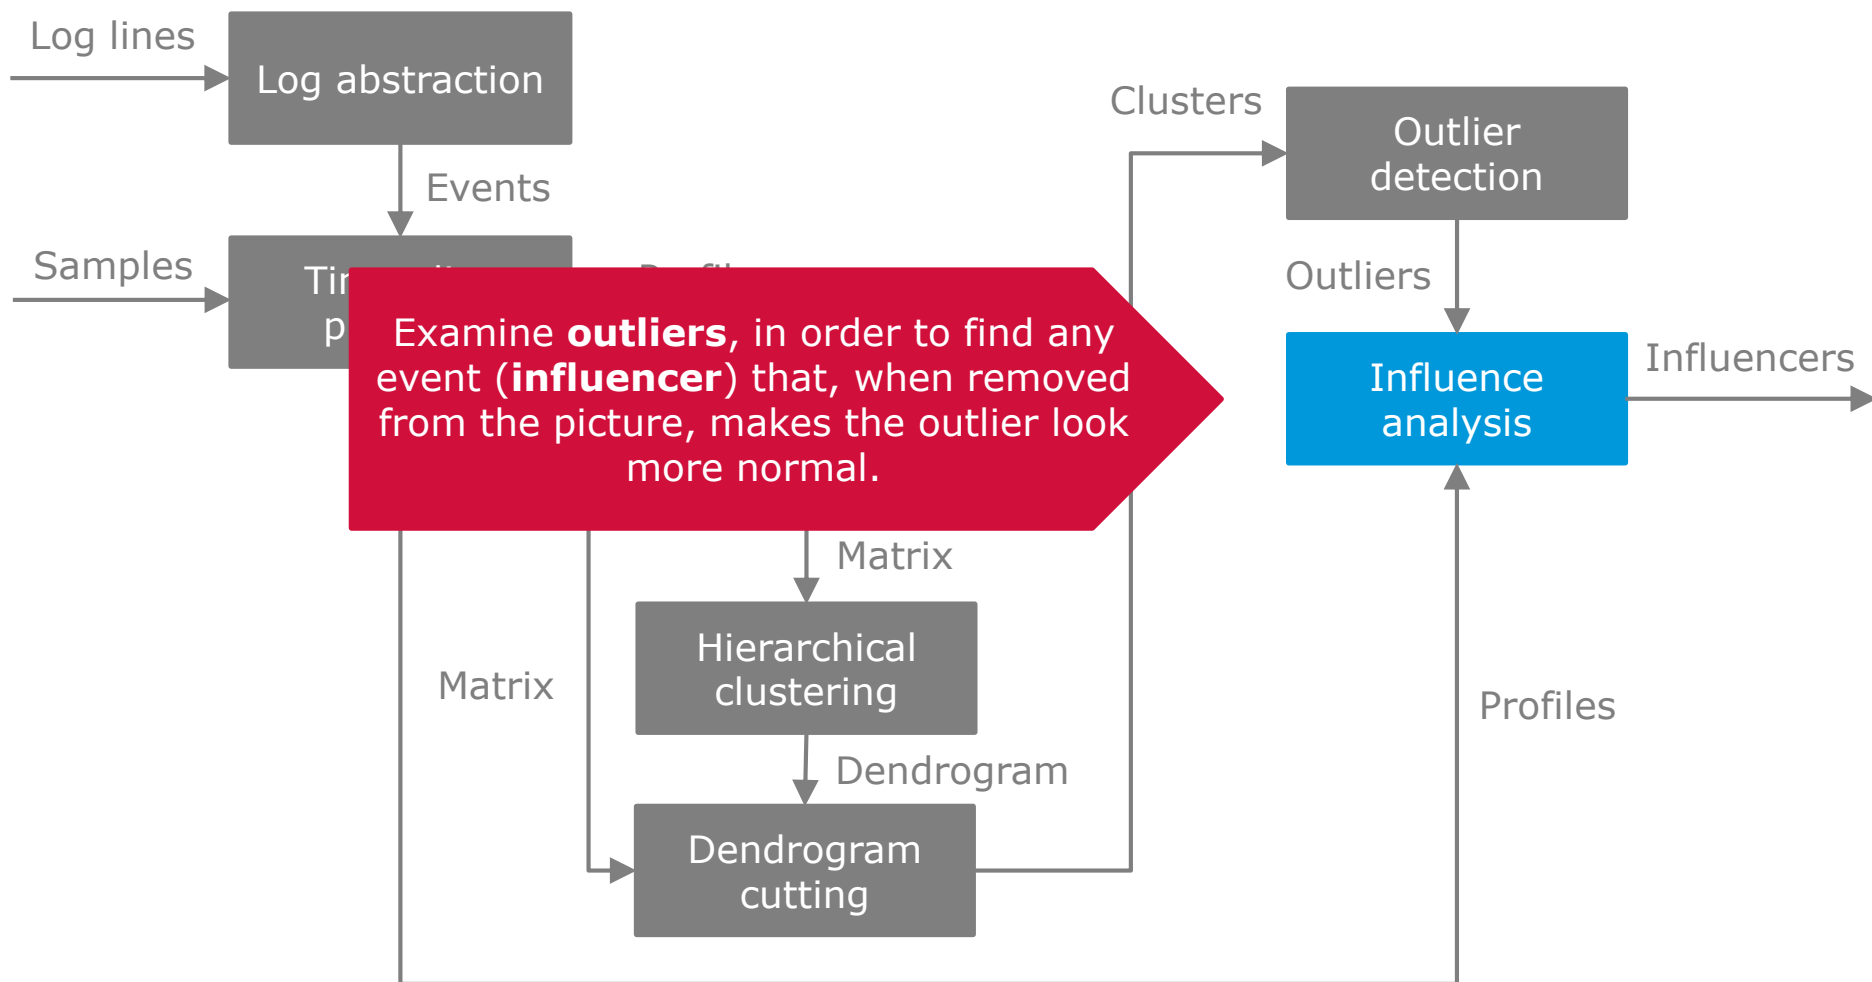 Log lines
Log abstraction
Events
Samples
Clusters
Outlier
detection
Outliers
Examine outliers, in order to find any
event (influencer) that, when removed
from the picture, makes the outlier look
more normal.
Influence
analysis
Influencers
Matrix
Hierarchical
clustering
Matrix
Dendrogram
Dendrogram
cutting
Profiles